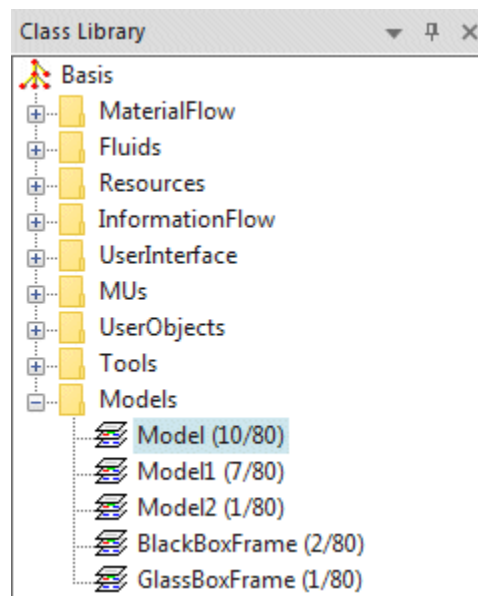 Class Library
Basis
MaterialFlow
Fluids
Resources
InformationFlow
UserInterface
MUs
UserObjects
Tools
Models
Model (10/80)
Model1 (7/80)
Model2 (1/80)
BlackBoxFrame (2/80)
GlassBoxFrame (1/80)